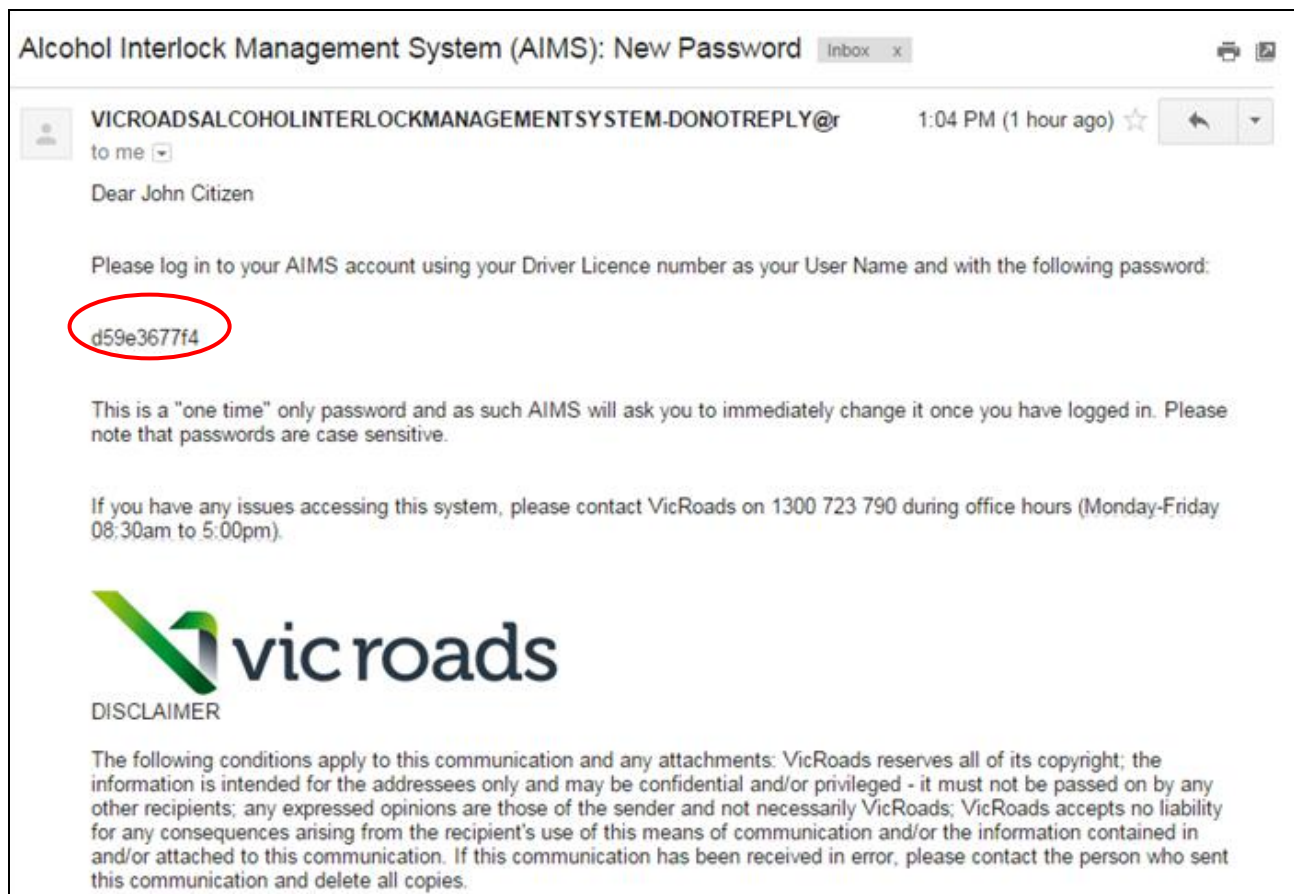 Alcohol Interlock Management System (AIMS): New Password Inbox x
VICROADSALCOHOLINTERLOCKMANAGEMENTSYSTEM-DONOTREPLY@r 1:04 PM (1 hour ago)
to me
Dear John Citizen
Please log in to your AIMS account using your Driver Licence number as your User Name and with the following password:
d59e3677f4
This is a "one time" only password and as such AIMS will ask you to immediately change it once you have logged in. Please
note that passwords are case sensitive.
If you have any issues accessing this system, please contact VicRoads on 1300 723 790 during office hours (Monday-Friday
08:30am to 5:00pm).
vic roads
DISCLAIMER
The following conditions apply to this communication and any attachments: VicRoads reserves all of its copyright; the
information is intended for the addressees only and may be confidential and/or privileged - it must not be passed on by any
other recipients; any expressed opinions are those of the sender and not necessarily VicRoads; VicRoads accepts no liability
for any consequences arising from the recipient's use of this means of communication and/or the information contained in
and/or attached to this communication. If this communication has been received in error, please contact the person who sent
this communication and delete all copies.